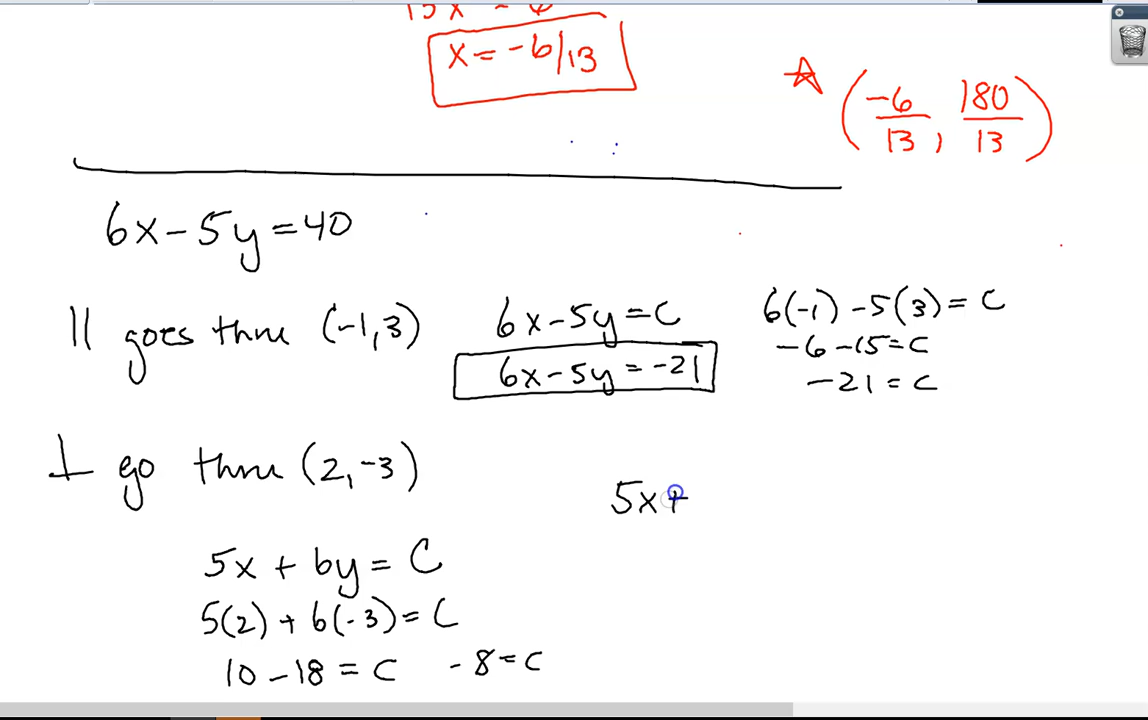 x = -6/13
(-6/13, 180/13)
6x - 5y = 40
|| goes thru (-1, 3)
6x - 5y = C
6x - 5y = -21
6(-1) - 5(3) = C
-6 - 15 = C
-21 = C
⊥ go thru (2, -3)
5x +
5x + 6y = C
5(2) + 6(-3) = C
10 - 18 = C -8 = C